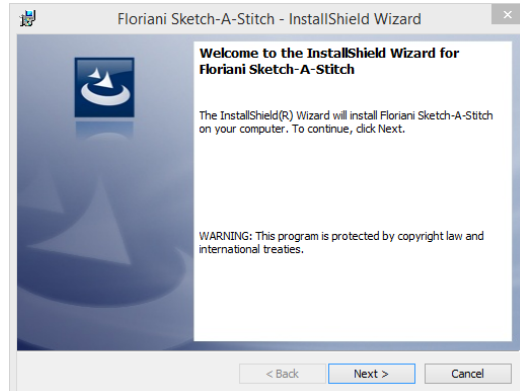 Floriani Sketch-A-Stitch - InstallShield Wizard
Welcome to the InstallShield Wizard for
Floriani Sketch-A-Stitch
The InstallShield(R) Wizard will install Floriani Sketch-A-Stitch
on your computer. To continue, click Next.
WARNING: This program is protected by copyright law and
international treaties.
< Back Next > Cancel